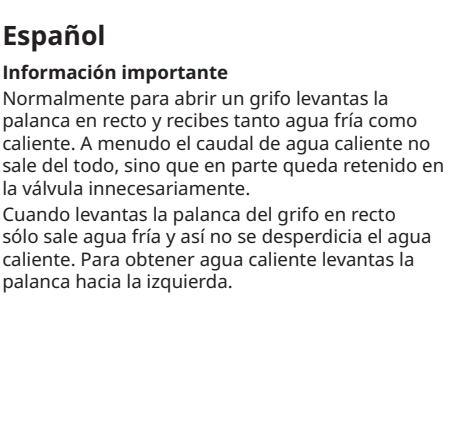 Español
Información importante
Normalmente para abrir un grifo levantas la
palanca en recto y recibes tanto agua fría como
caliente. A menudo el caudal de agua caliente no
sale del todo, sino que en parte queda retenido en
la válvula innecesariamente.
Cuando levantas la palanca del grifo en recto
sólo sale agua fría y así no se desperdicia el agua
caliente. Para obtener agua caliente levantas la
palanca hacia la izquierda.